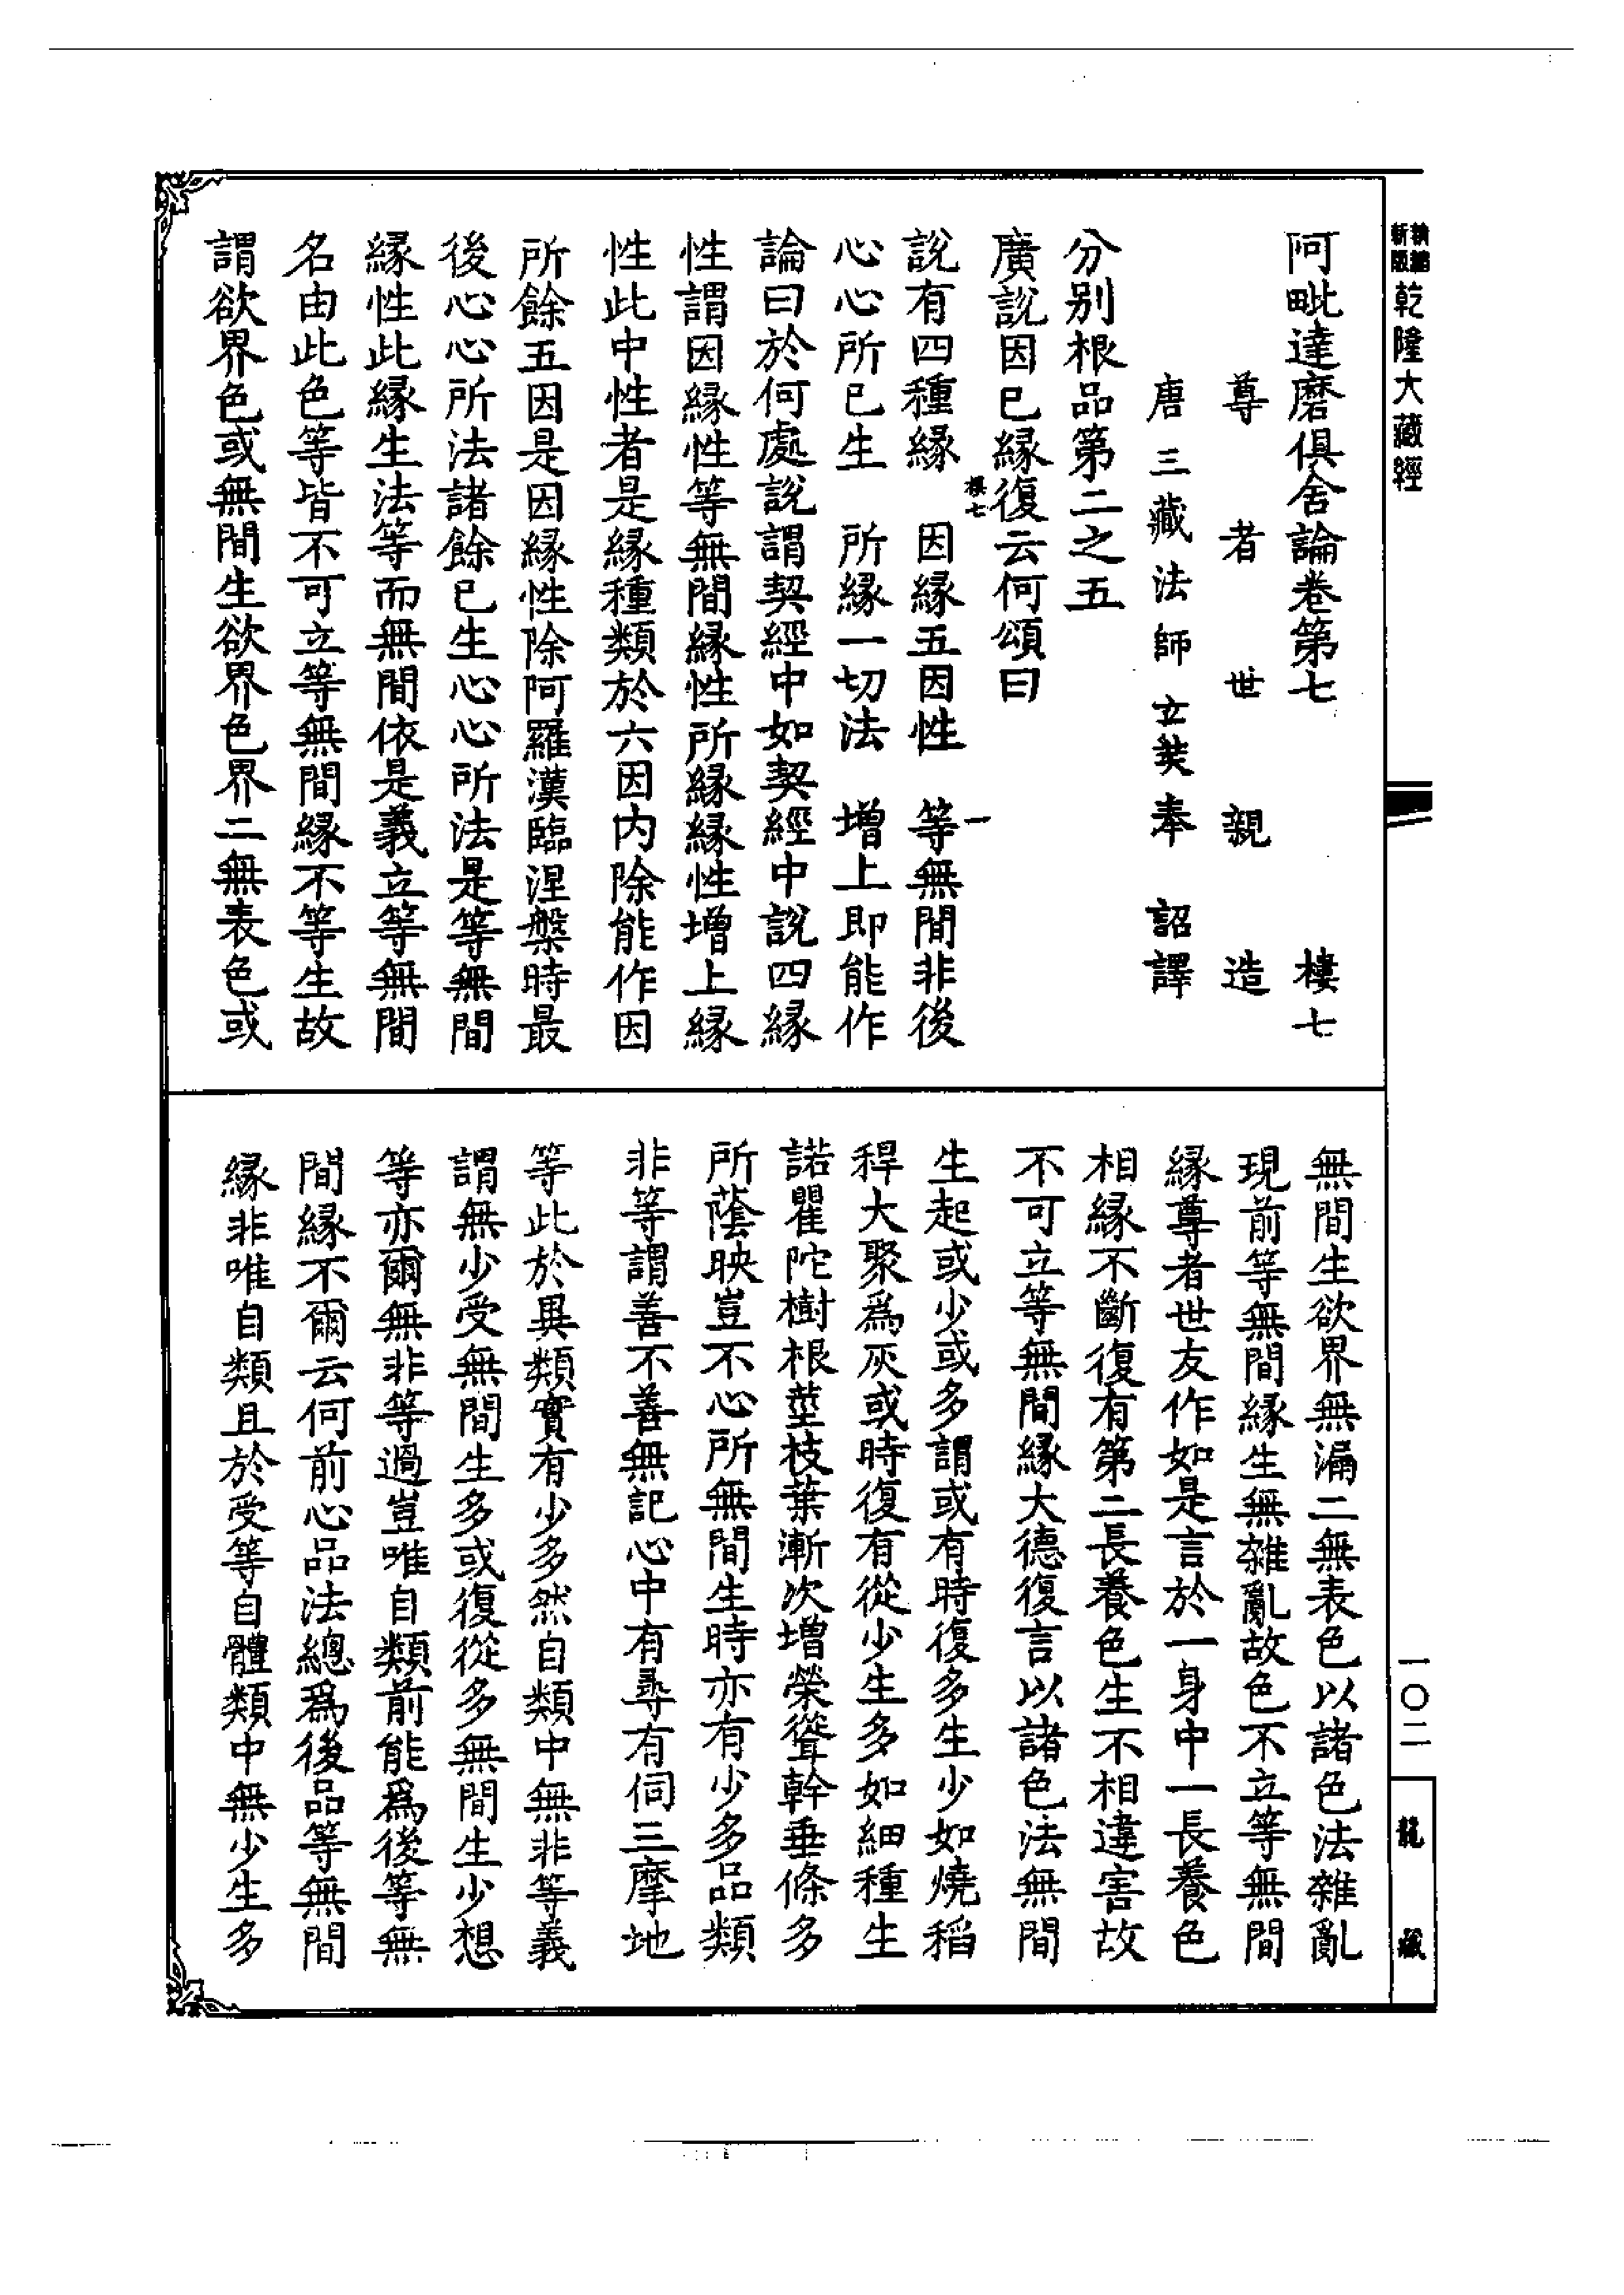 新版
精縮
乾隆大藏經
阿毗達磨俱舍論卷第七 樓七
尊者世親造
唐三藏法師玄奘奉 詔譯
分别根品第二之五
廣說因已緣復云何頌曰
樓七
一
說有四種緣 因緣五因性 等無間非後
心心所已生 所緣一切法 增上即能作
論曰於何處說謂契經中如契經中說四緣
性謂因緣性等無間緣性所緣緣性增上緣
性此中性者是緣種類於六因内除能作因
所餘五因是因緣性除阿羅漢臨涅槃時最
後心心所法諸餘已生心心所法是等無間
緣性此緣生法等而無間依是義立等無間
名由此色等皆不可立等無間緣不等生故
謂欲界色或無間生欲界色界二無表色或
無間生欲界無漏二無表色以諸色法雜亂
現前等無間緣生無雜亂故色不立等無間
緣尊者世友作如是言於一身中一長養色
相緣不斷復有第二長養色生不相違害故
不可立等無間緣大德復言以諸色法無間
生起或少或多謂或有時復多生少如燒稻
稈大聚爲灰或時復有從少生多如細種生
諾瞿陀樹根莖枝葉漸次增榮聳幹垂條多
所蔭映豈不心所無間生時亦有少多品類
非等謂善不善無記心中有尋有伺三摩地
等此於異類實有少多然自類中無非等義
謂無少受無間生多或復從多無間生少想
等亦爾無非等過豈唯自類前能爲後等無
間緣不爾云何前心品法總爲後品等無間
緣非唯自類且於受等自體類中無少生多
一〇二
龍藏